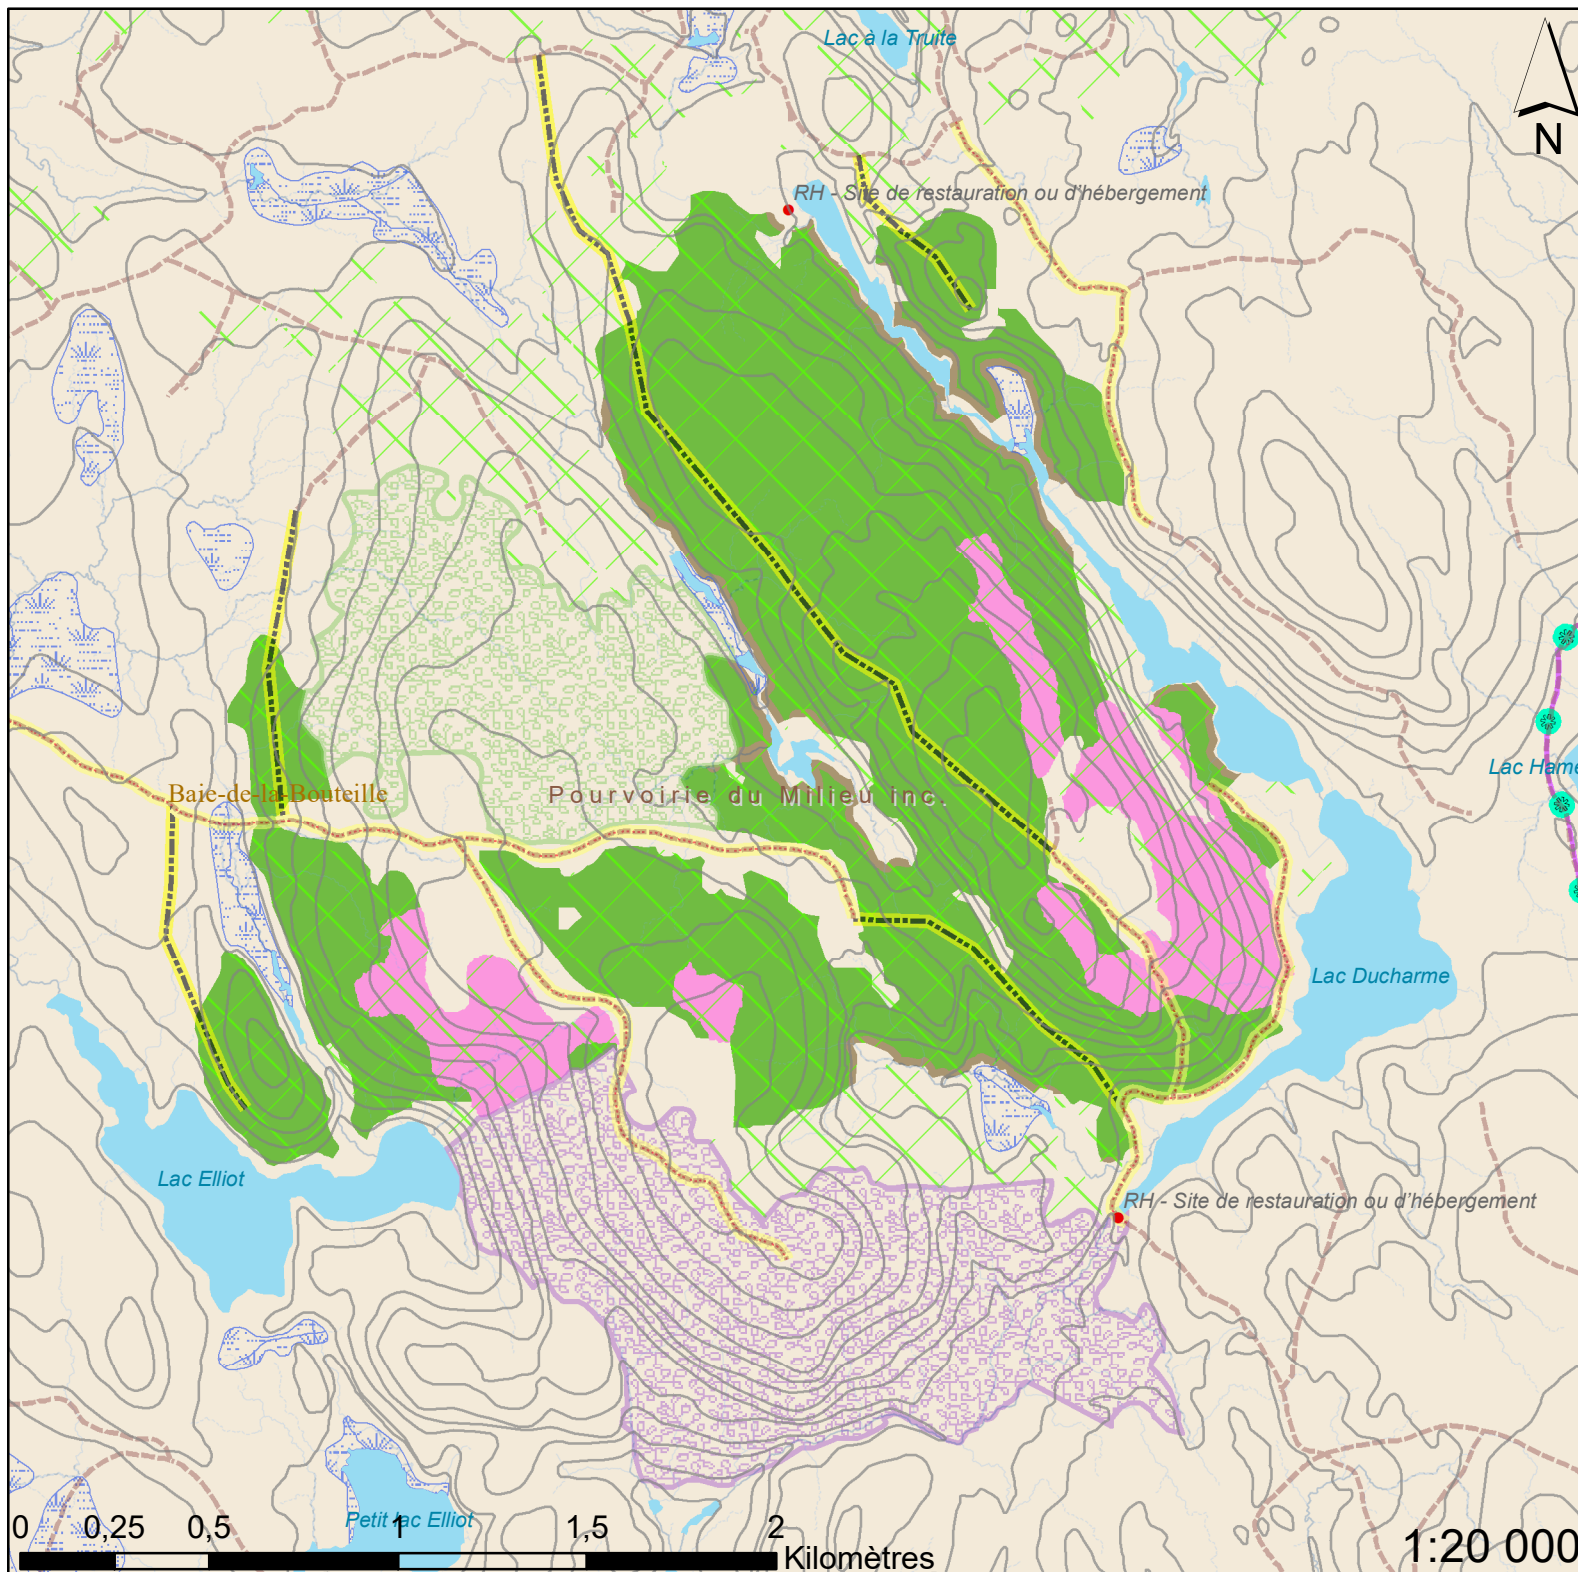 Lac à la Truite
N
RH - Site de restauration ou d'hébergement
Lac Hame
Baie-de-la-Bouteille
Pourvoirie du Milieu inc.
Lac Ducharme
Lac Elliot
RH - Site de restauration ou d'hébergement
Petit lac Elliot
0 0,25 0,5 1 1,5 2
Kilomètres
1:20 000